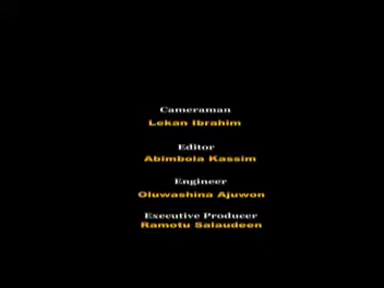 Cameraman
Lekan Ibrahim
Editor
Abimbola Kassim
Engineer
Oluwashina Ajuwon
Executive Producer
Ramotu Salaudeen